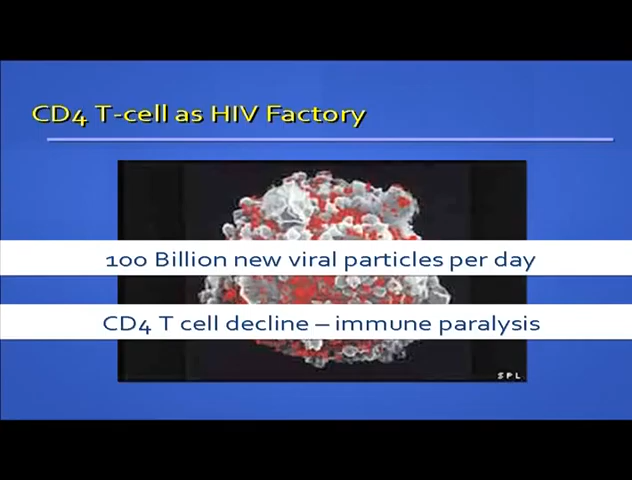 CD4 T-cell as HIV Factory
100 Billion new viral particles per day
CD4 T cell decline – immune paralysis
SPL